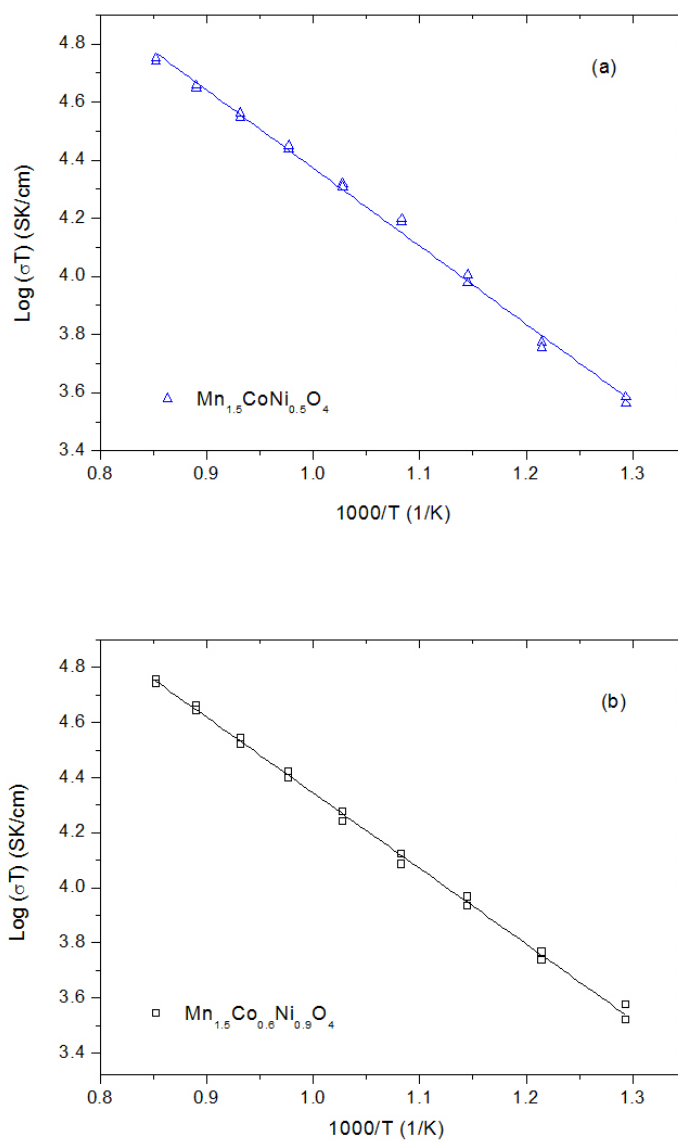 4.8
4.6
4.4
4.2
4.0
3.8
3.6
3.4
Log (σT) (SK/cm)
(a)
Mn₁.₅CoNi₀.₅O₄
0.8 0.9 1.0 1.1 1.2 1.3
1000/T (1/K)
4.8
4.6
4.4
4.2
4.0
3.8
3.6
3.4
Log (σT) (SK/cm)
(b)
Mn₁.₅Co₀.₆Ni₀.₉O₄
0.8 0.9 1.0 1.1 1.2 1.3
1000/T (1/K)